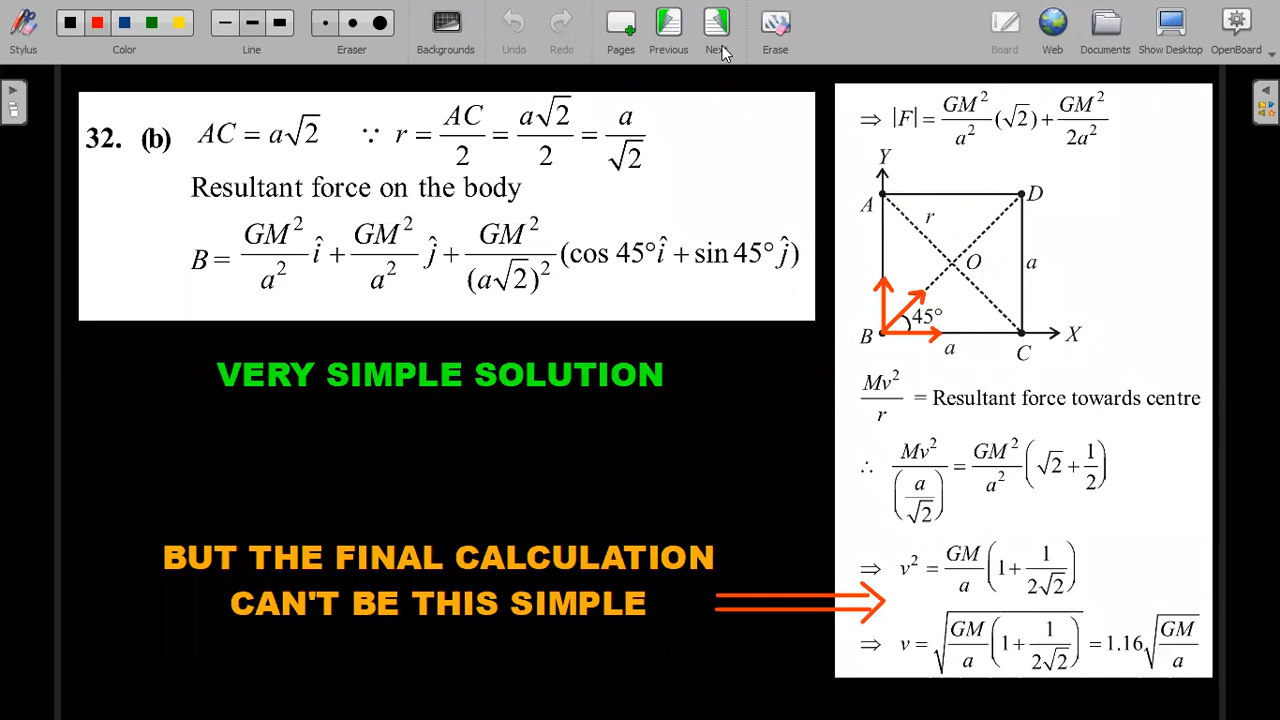 Stylus Color Line Eraser Backgrounds Undo Redo Pages Previous Erase Board Web Documents Show Desktop OpenBoard
32. (b) AC = a√2 ∵ r = AC/2 = a√2/2 = a/√2
Resultant force on the body
B = GM²/a² î + GM²/a² ĵ + GM²/(a√2)² (cos 45° î + sin 45° ĵ)
VERY SIMPLE SOLUTION
BUT THE FINAL CALCULATION
CAN'T BE THIS SIMPLE
⇒ |F| = GM²/a² (√2) + GM²/2a²
Y
A D
r
O a
45°
B a C X
Mv²/r = Resultant force towards centre
∴ Mv²/(a/√2) = GM²/a² (√2 + 1/2)
⇒ v² = GM/a (1 + 1/2√2)
⇒ v = √(GM/a (1 + 1/2√2)) = 1.16 √(GM/a)